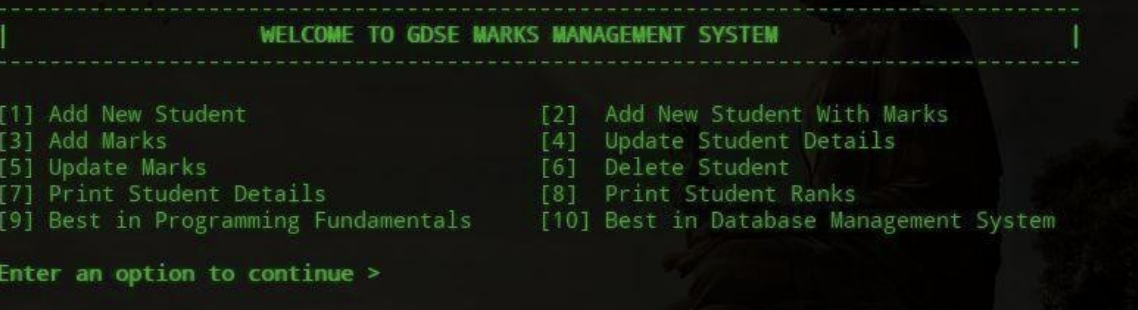 --------------------------------------------------------------------------------
| WELCOME TO GDSE MARKS MANAGEMENT SYSTEM |
--------------------------------------------------------------------------------
[1] Add New Student [2] Add New Student With Marks
[3] Add Marks [4] Update Student Details
[5] Update Marks [6] Delete Student
[7] Print Student Details [8] Print Student Ranks
[9] Best in Programming Fundamentals [10] Best in Database Management System
Enter an option to continue >